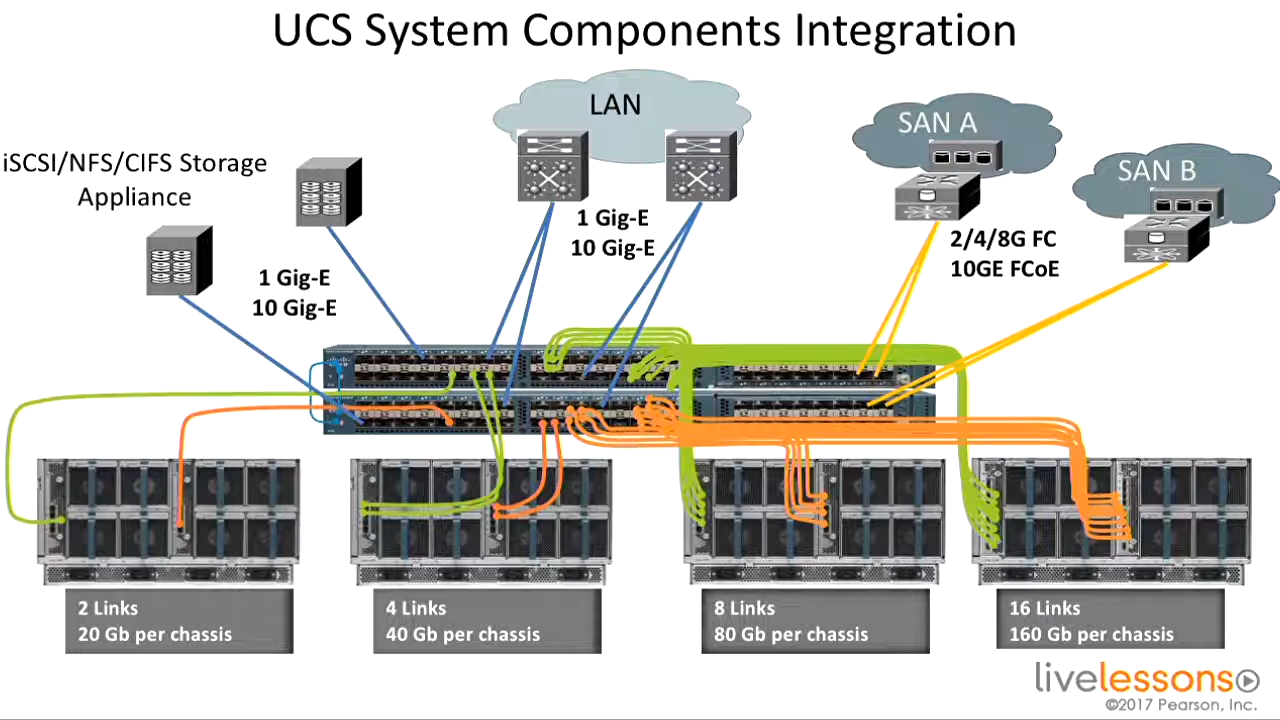 UCS System Components Integration
LAN
SAN A
SAN B
iSCSI/NFS/CIFS Storage
Appliance
1 Gig-E
10 Gig-E
2/4/8G FC
10GE FCoE
1 Gig-E
10 Gig-E
2 Links
20 Gb per chassis
4 Links
40 Gb per chassis
8 Links
80 Gb per chassis
16 Links
160 Gb per chassis
livelessons
©2017 Pearson, Inc.